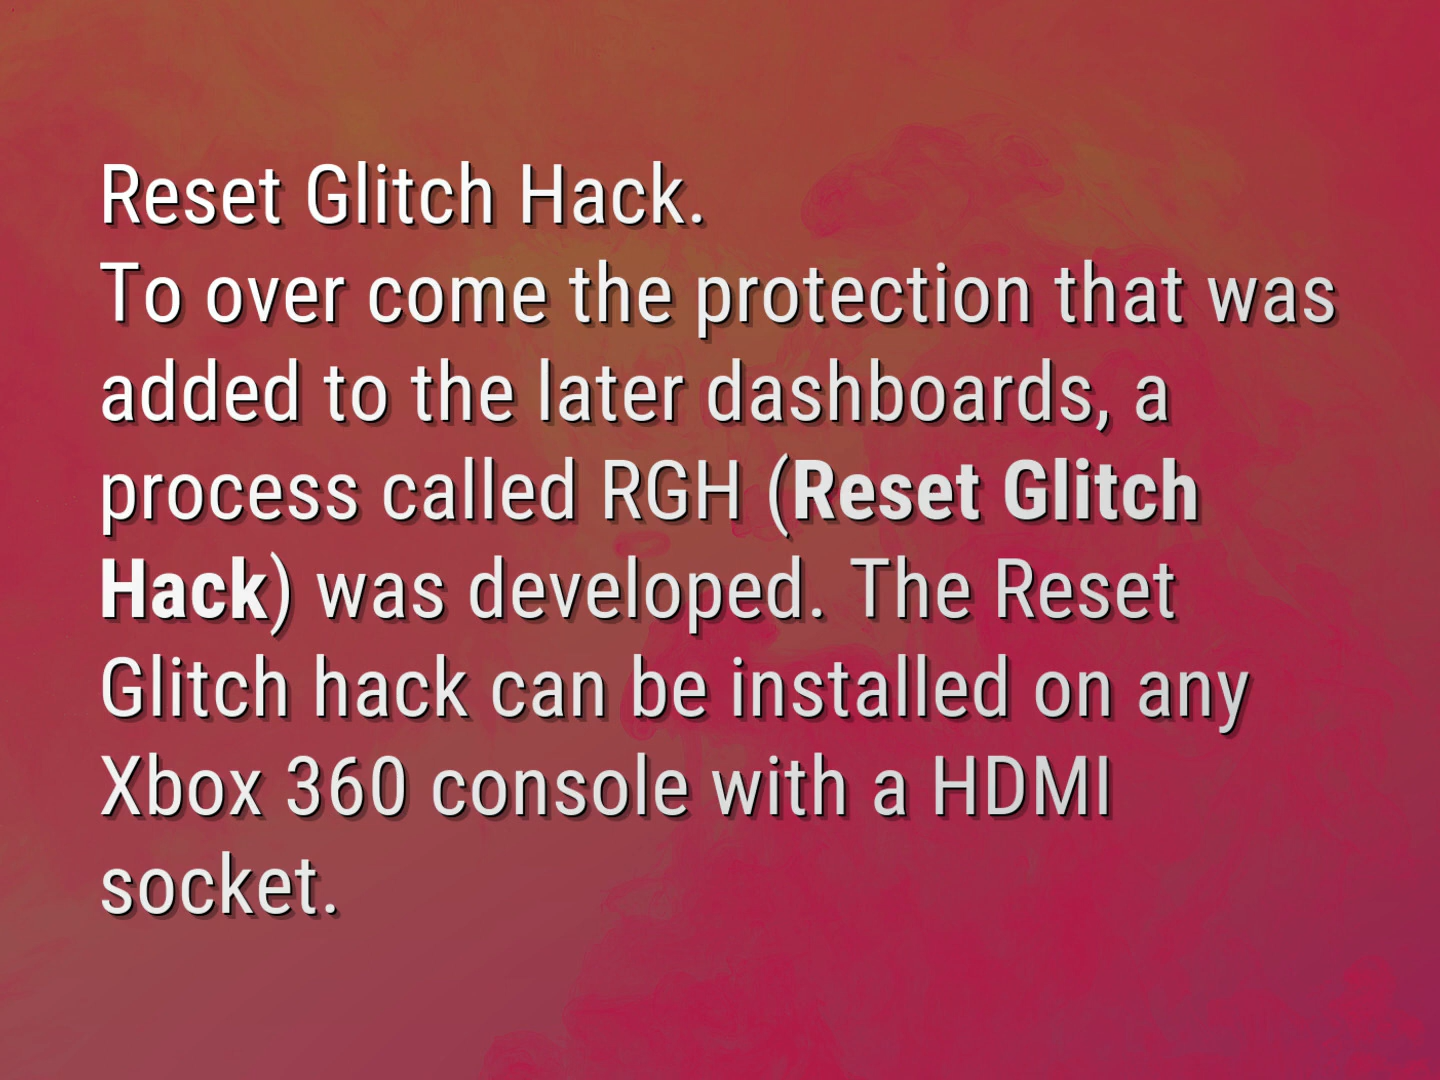 Reset Glitch Hack.
To over come the protection that was
added to the later dashboards, a
process called RGH (Reset Glitch
Hack) was developed. The Reset
Glitch hack can be installed on any
Xbox 360 console with a HDMI
socket.